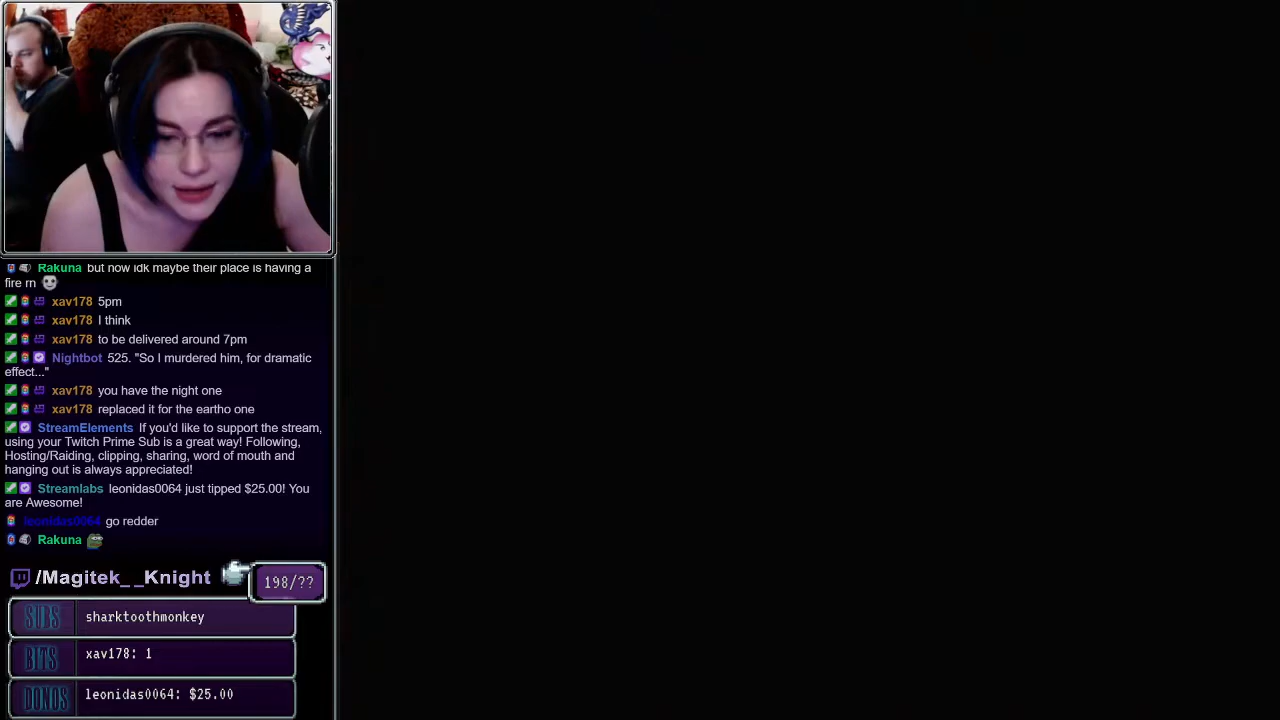 Rakuna but now idk maybe their place is having a
fire rn
xav178 5pm
xav178 I think
xav178 to be delivered around 7pm
Nightbot 525. "So I murdered him, for dramatic
effect..."
xav178 you have the night one
xav178 replaced it for the eartho one
StreamElements If you'd like to support the stream,
using your Twitch Prime Sub is a great way! Following,
Hosting/Raiding, clipping, sharing, word of mouth and
hanging out is always appreciated!
Streamlabs leonidas0064 just tipped $25.00! You
are Awesome!
leonidas0064 go redder
Rakuna
/Magitek__Knight
198/??
SUBS sharktoothmonkey
BITS xav178: 1
DONOS leonidas0064: $25.00